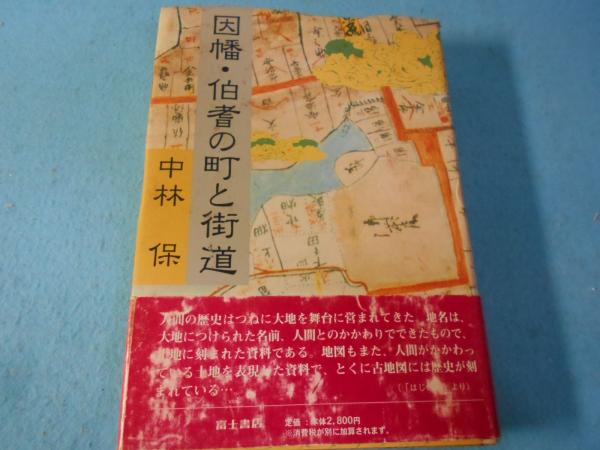 因幡・伯耆の町と街道
中林 保
人間の歴史はつねに大地を舞台に営まれてきた 地名は、
大地につけられた名前、人間とのかかわりでできたもので、
地に刻まれた資料である 地図もまた、人間がかかわっ
ている土地を表現した資料で、とくに古地図には歴史が刻
まれている…
より)
富士書店
定価:本体2,800円
※消費税が別に加算されます。